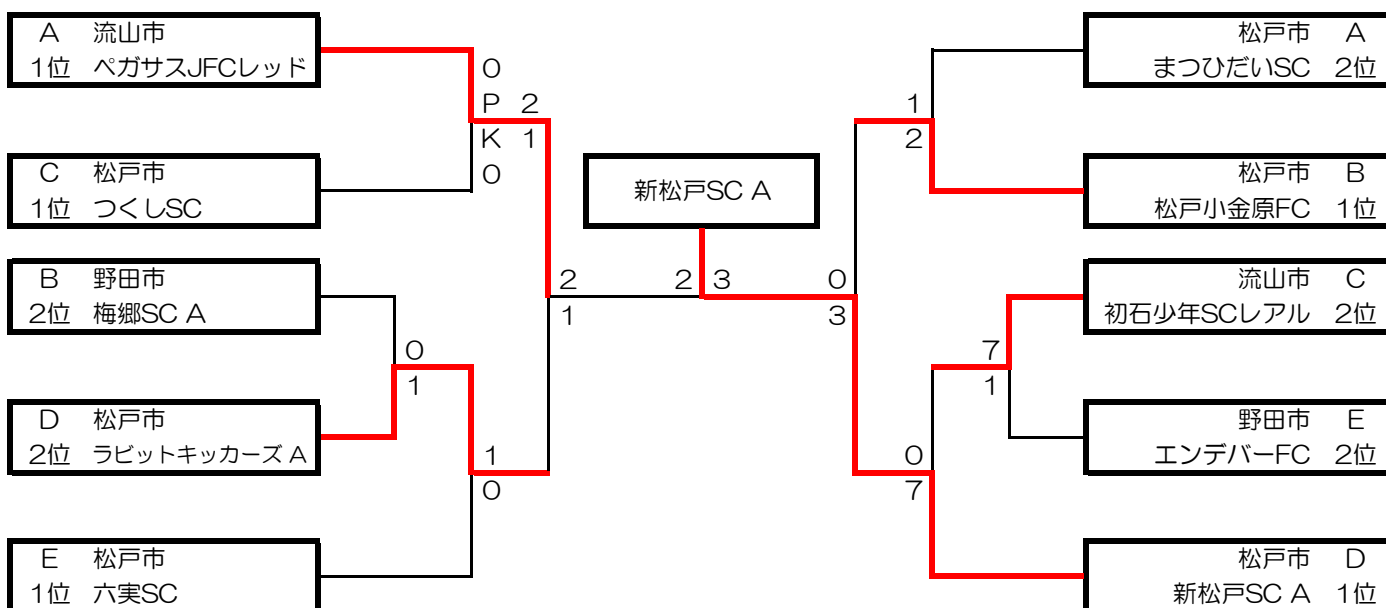 A 流山市
1位 ペガサスJFCレッド
C 松戸市
1位 つくしSC
B 野田市
2位 梅郷SC A
D 松戸市
2位 ラビットキッカーズ A
E 松戸市
1位 六実SC
0
P 2
K 1
0
0
1
1
0
2
1
新松戸SC A
2 3
1
2
0
3
7
1
0
7
松戸市 A
まつひだいSC 2位
松戸市 B
松戸小金原FC 1位
流山市 C
初石少年SCレアル 2位
野田市 E
エンデバーFC 2位
松戸市 D
新松戸SC A 1位